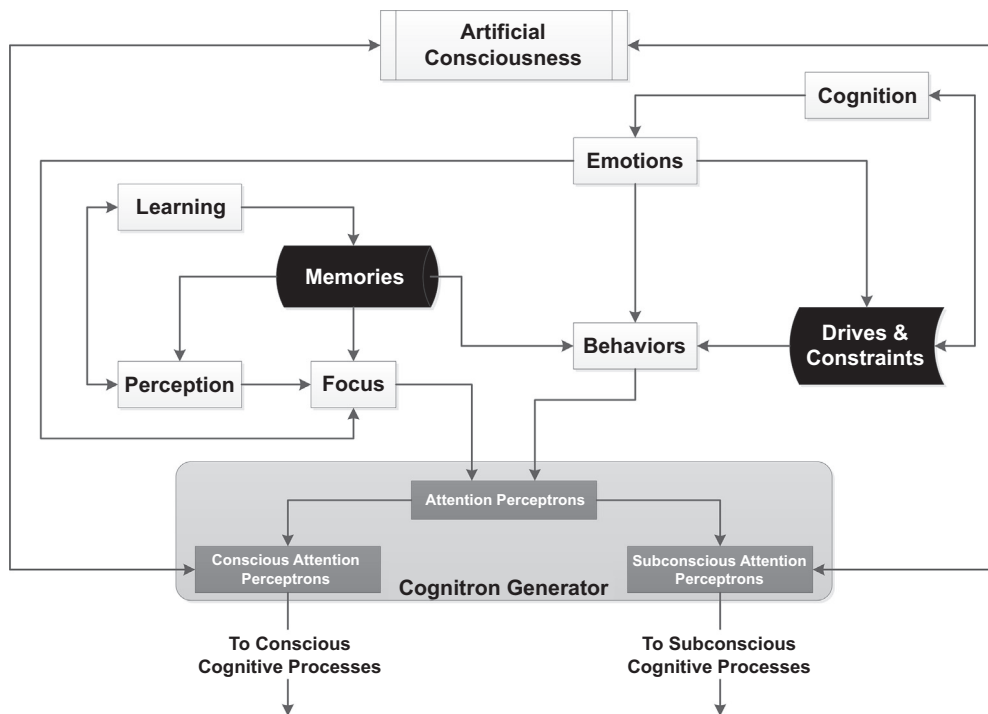 Artificial
Consciousness
Cognition
Emotions
Learning
Memories
Behaviors
Drives &
Constraints
Perception
Focus
Attention Perceptrons
Conscious Attention
Perceptrons
Subconscious Attention
Perceptrons
Cognitron Generator
To Conscious
Cognitive Processes
To Subconscious
Cognitive Processes